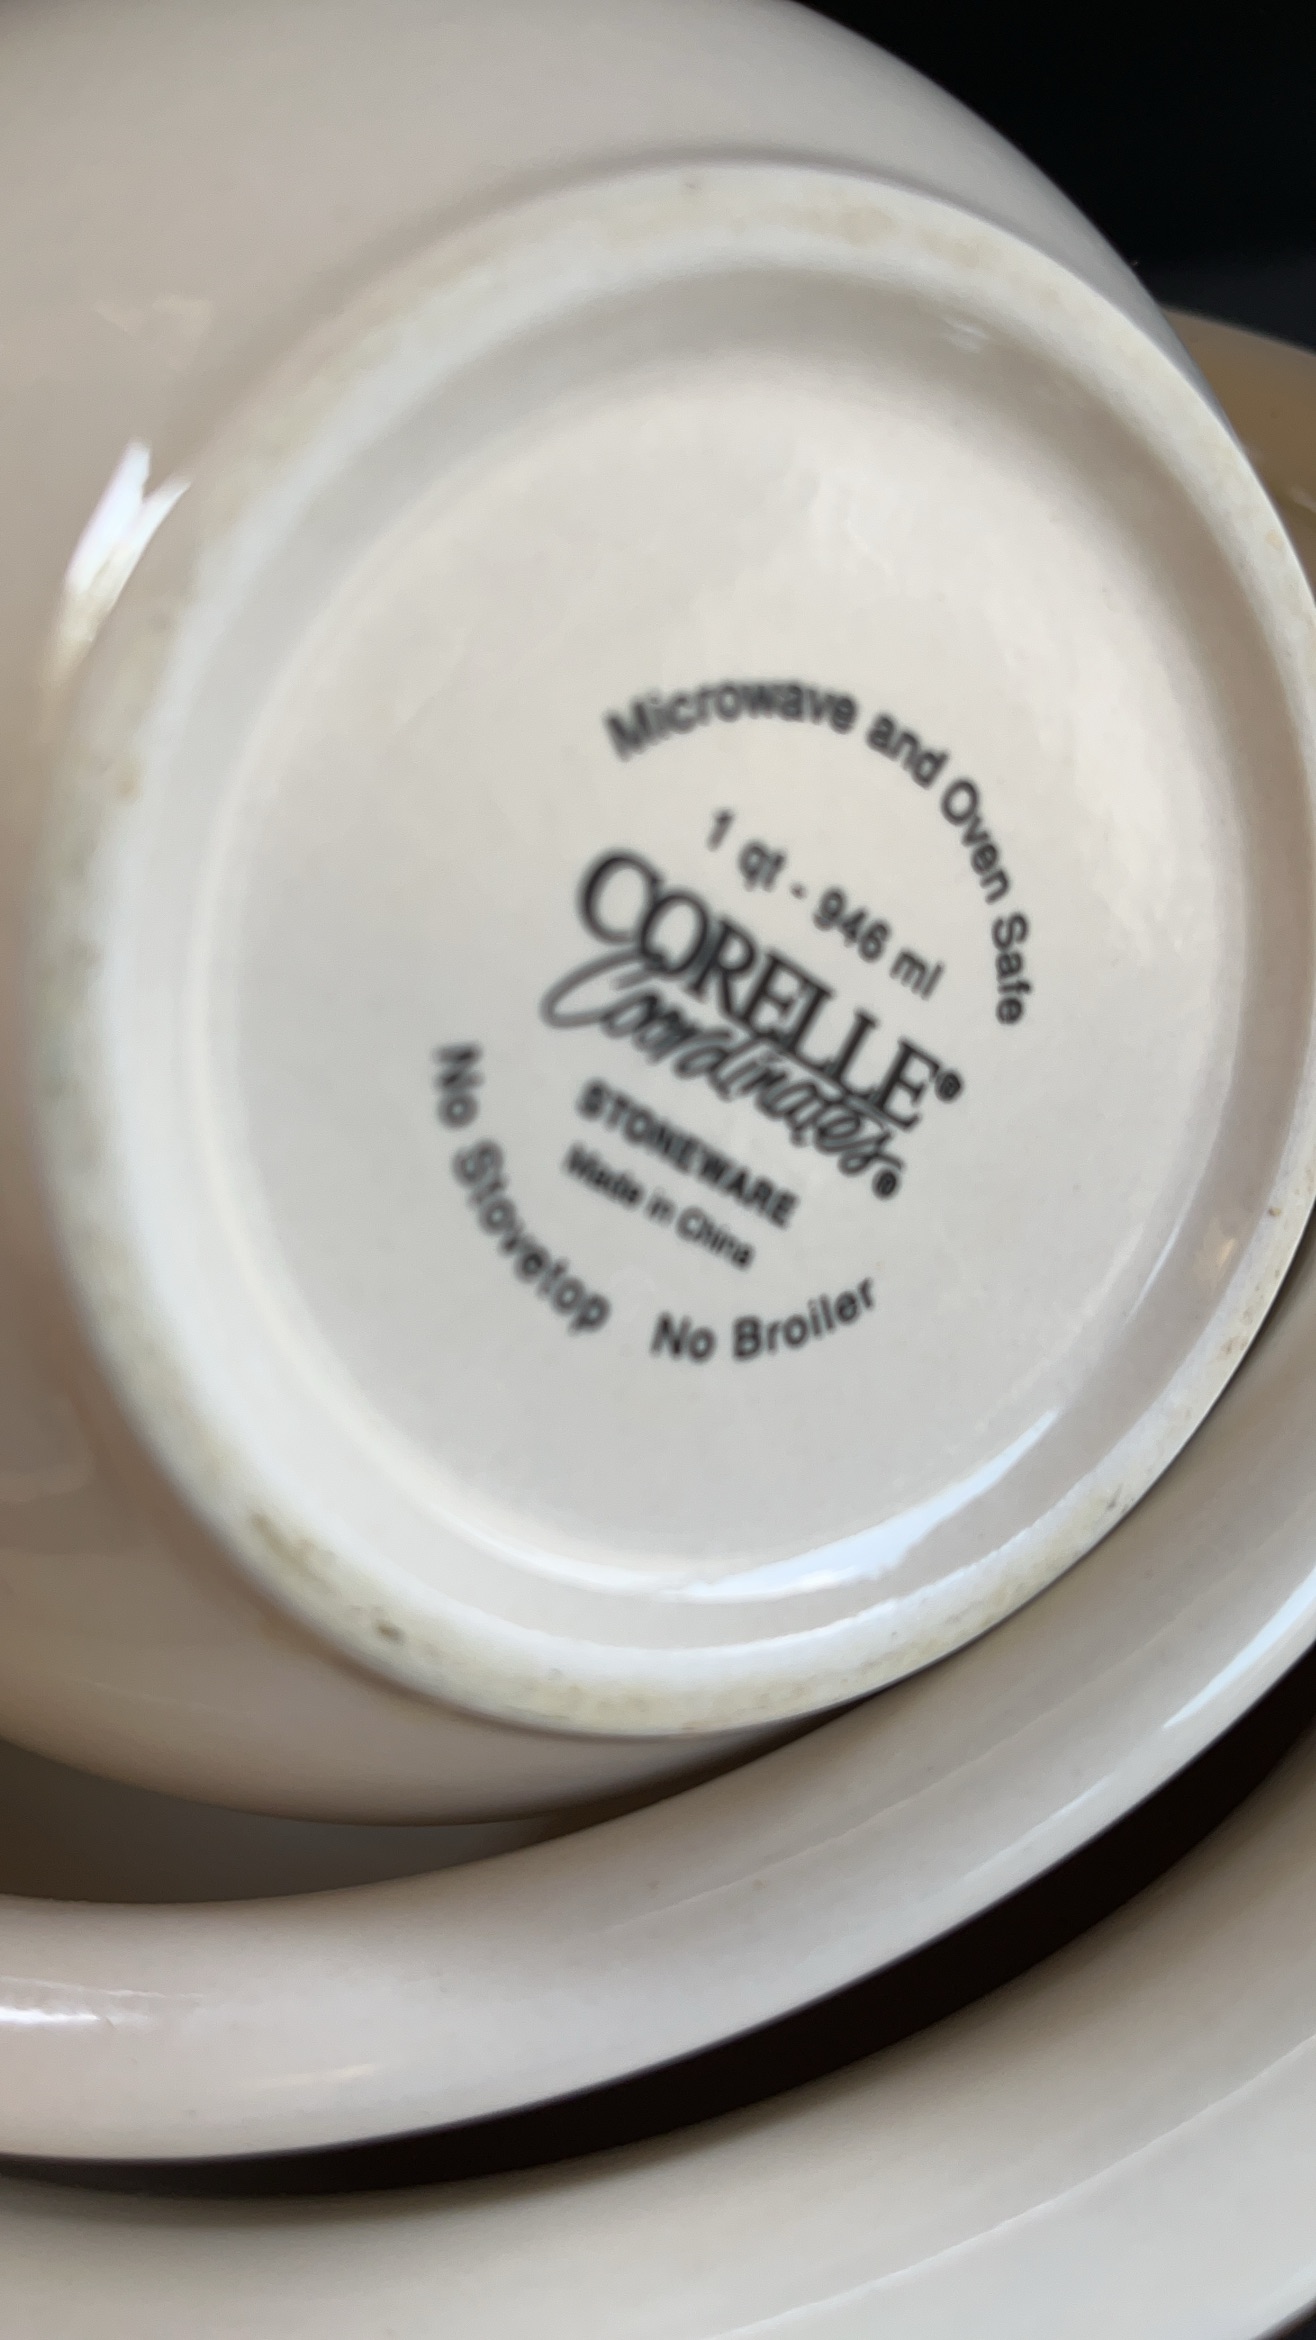 Microwave and Oven Safe
1 qt - 946 ml
CORELLE®
Coordinates®
STONEWARE
Made in China
No Stovetop No Broiler